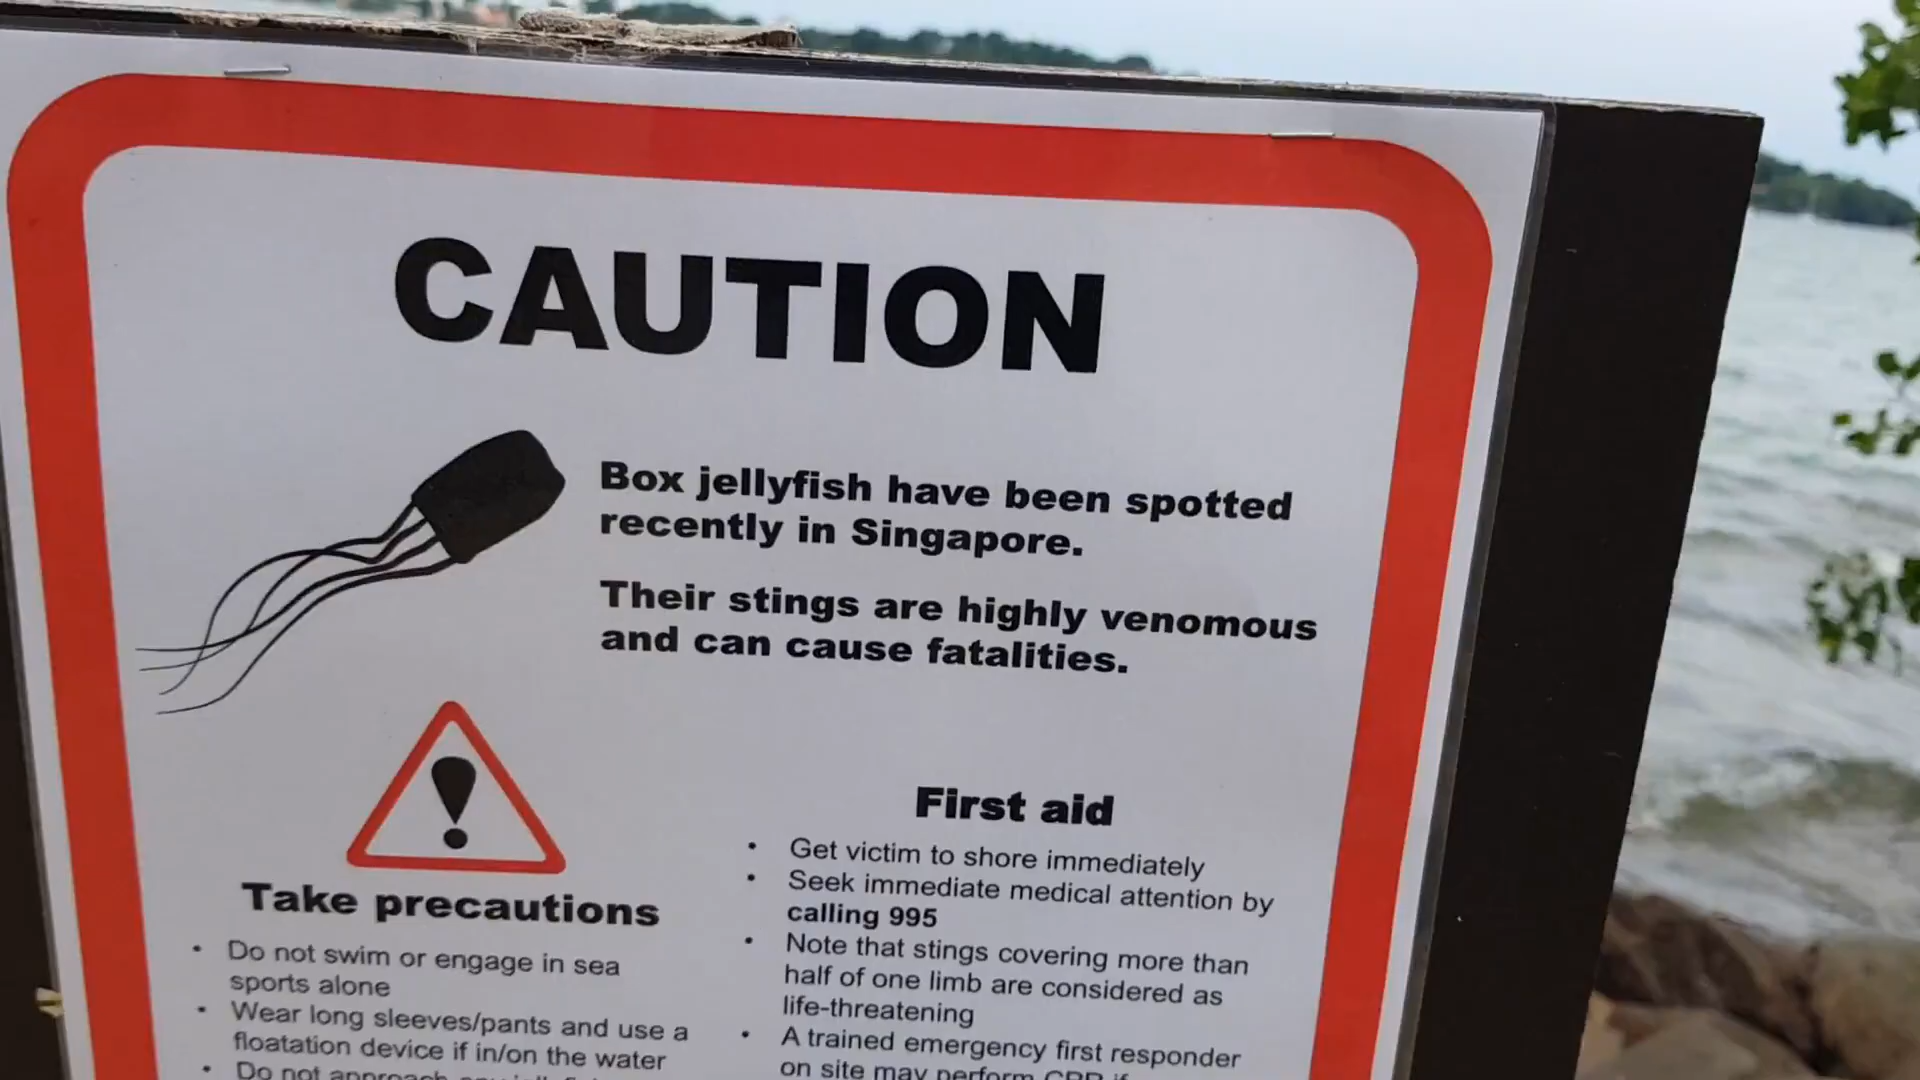 CAUTION
Box jellyfish have been spotted
recently in Singapore.
Their stings are highly venomous
and can cause fatalities.
Take precautions
• Do not swim or engage in sea
sports alone
• Wear long sleeves/pants and use a
floatation device if in/on the water
• Do not approach
First aid
• Get victim to shore immediately
• Seek immediate medical attention by
calling 995
• Note that stings covering more than
half of one limb are considered as
life-threatening
• A trained emergency first responder
on site may perform CPR if